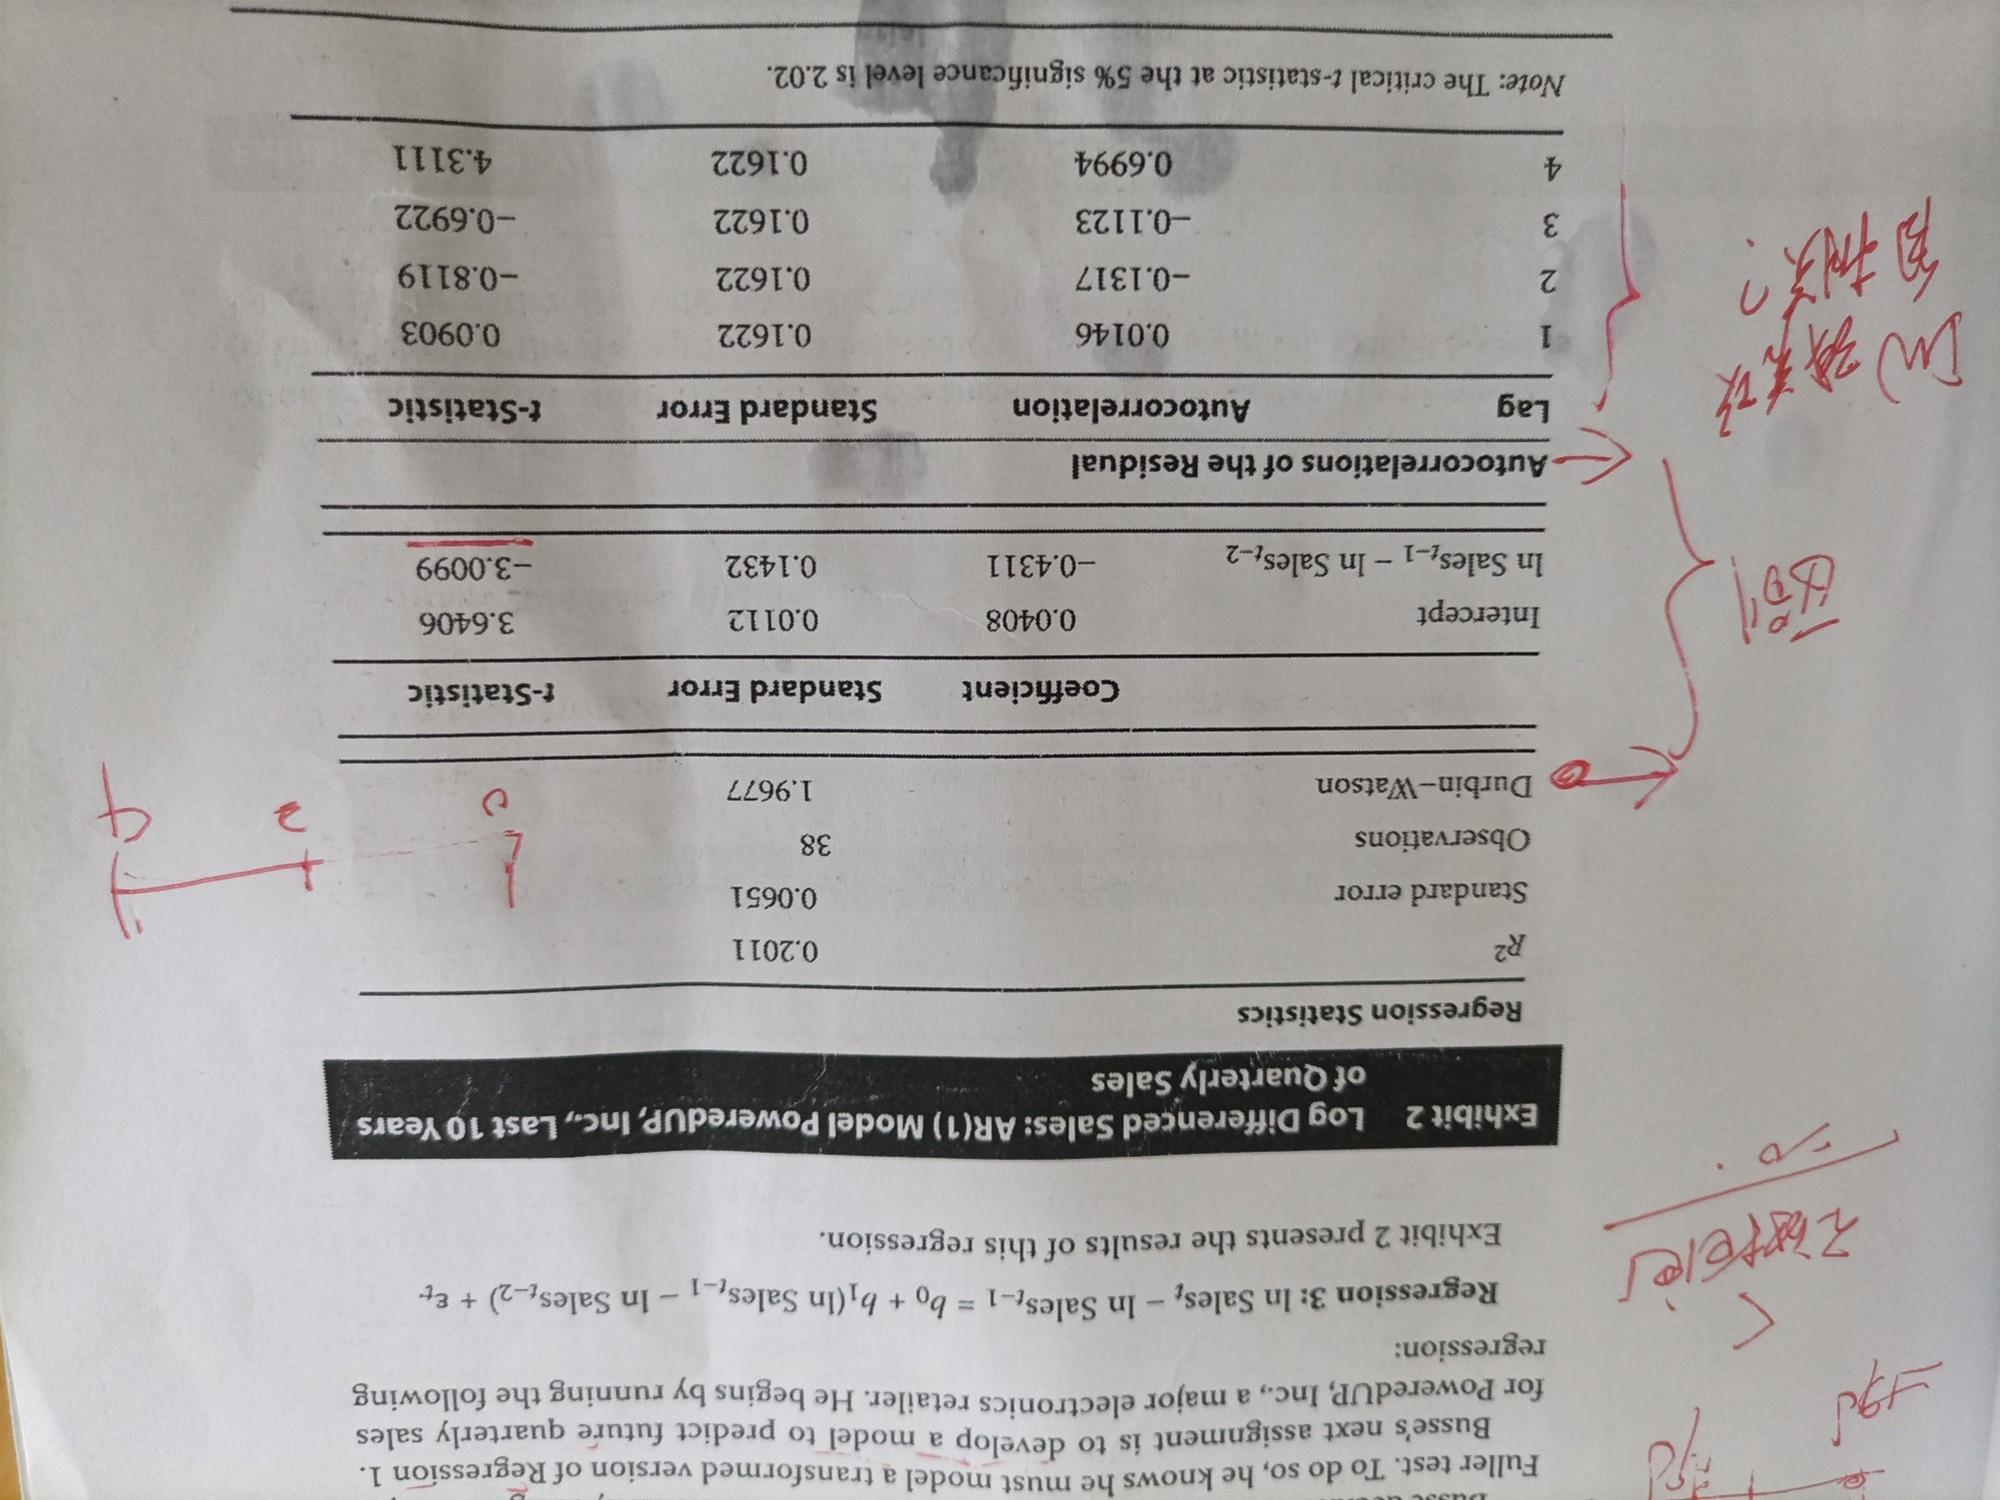 Fuller test. To do so, he knows he must model a transformed version of Regression 1.
Busse's next assignment is to develop a model to predict future quarterly sales
for PoweredUP, Inc., a major electronics retailer. He begins by running the following
regression:
Regression 3: ln Salesₜ – ln Salesₜ₋₁ = b₀ + b₁(ln Salesₜ₋₁ – ln Salesₜ₋₂) + εₜ.
Exhibit 2 presents the results of this regression.
Exhibit 2 Log Differenced Sales: AR(1) Model PoweredUP, Inc., Last 10 Years
of Quarterly Sales
Regression Statistics
R² 0.2011
Standard error 0.0651
Observations 38
Durbin–Watson 1.9677
Coefficient Standard Error t-Statistic
Intercept 0.0408 0.0112 3.6406
ln Salesₜ₋₁ – ln Salesₜ₋₂ –0.4311 0.1432 –3.0099
Autocorrelations of the Residual
Lag Autocorrelation Standard Error t-Statistic
1 0.0146 0.1622 0.0903
2 –0.1317 0.1622 –0.8119
3 –0.1123 0.1622 –0.6922
4 0.6994 0.1622 4.3111
Note: The critical t-statistic at the 5% significance level is 2.02.
0 2 4
自相关